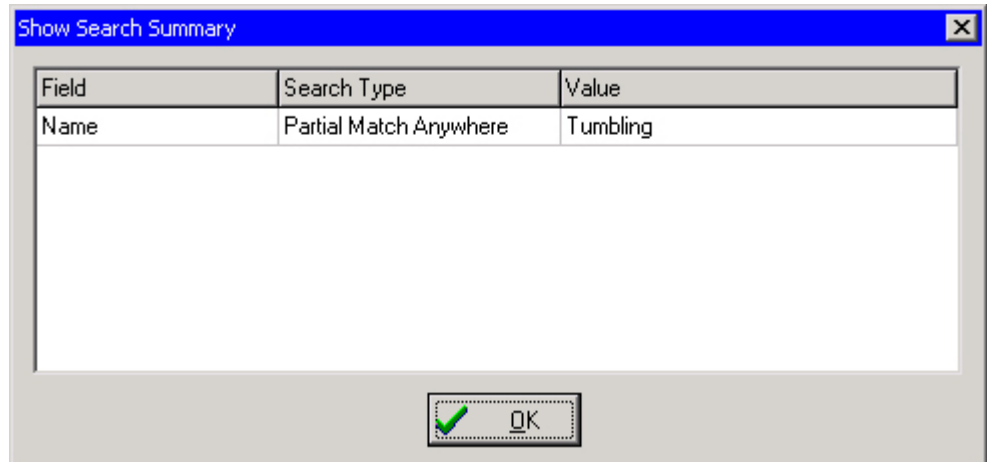 Show Search Summary
Field Search Type Value
Name Partial Match Anywhere Tumbling
OK